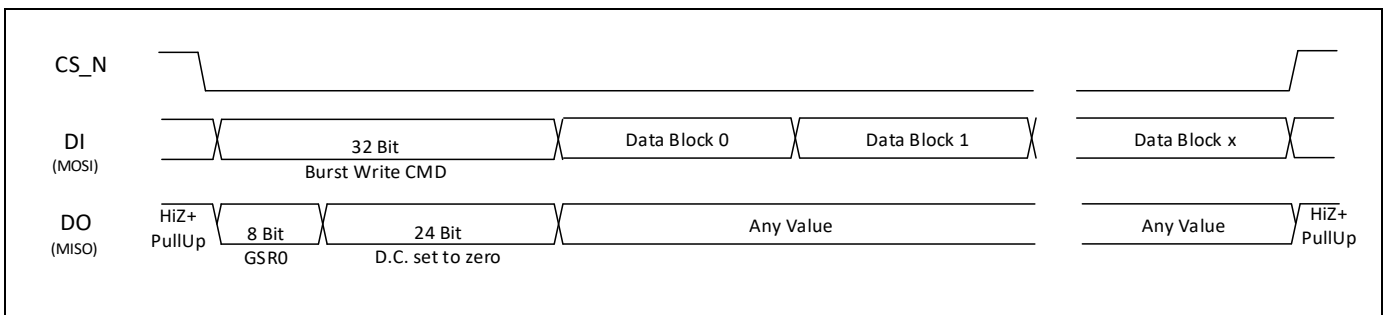 CS_N
DI
(MOSI)
32 Bit
Burst Write CMD
Data Block 0
Data Block 1
Data Block x
DO
(MISO)
HiZ+
PullUp
8 Bit
GSR0
24 Bit
D.C. set to zero
Any Value
Any Value
HiZ+
PullUp